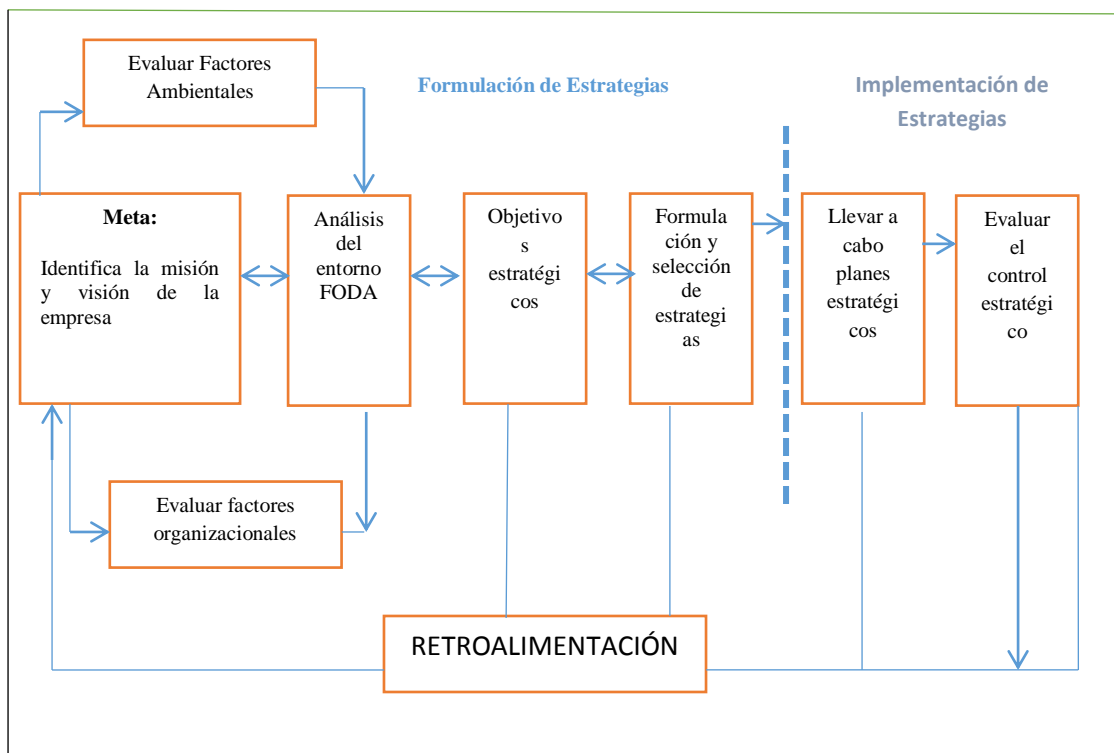 Evaluar Factores
Ambientales
Formulación de Estrategias
Implementación de
Estrategias
Meta:
Identifica la misión
y visión de la
empresa
Análisis
del
entorno
FODA
Objetivo
s
estratégi
cos
Formula
ción y
selección
de
estrategi
as
Llevar a
cabo
planes
estratégi
cos
Evaluar
el
control
estratégi
co
Evaluar factores
organizacionales
RETROALIMENTACIÓN